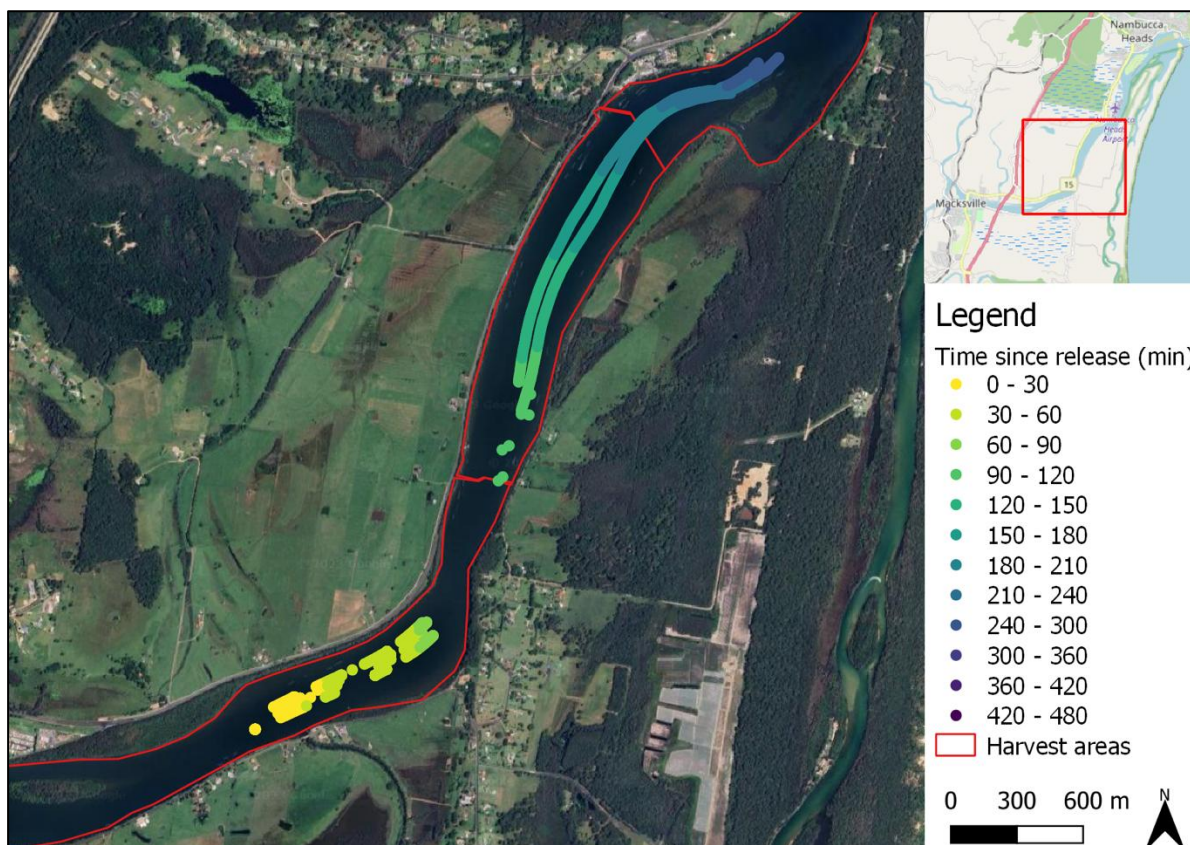 Nambucca
Heads
Head
Airport
15
Macksville
Legend
Time since release (min)
0 - 30
30 - 60
60 - 90
90 - 120
120 - 150
150 - 180
180 - 210
210 - 240
240 - 300
300 - 360
360 - 420
420 - 480
Harvest areas
0 300 600 m
N